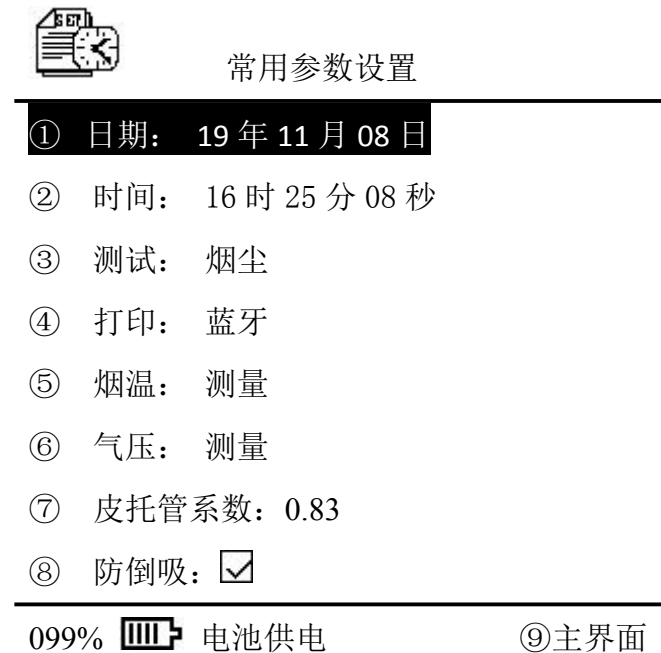 SET
常用参数设置
① 日期： 19 年 11 月 08 日
② 时间： 16 时 25 分 08 秒
③ 测试： 烟尘
④ 打印： 蓝牙
⑤ 烟温： 测量
⑥ 气压： 测量
⑦ 皮托管系数：0.83
⑧ 防倒吸：☑
099% 电池供电 ⑨主界面